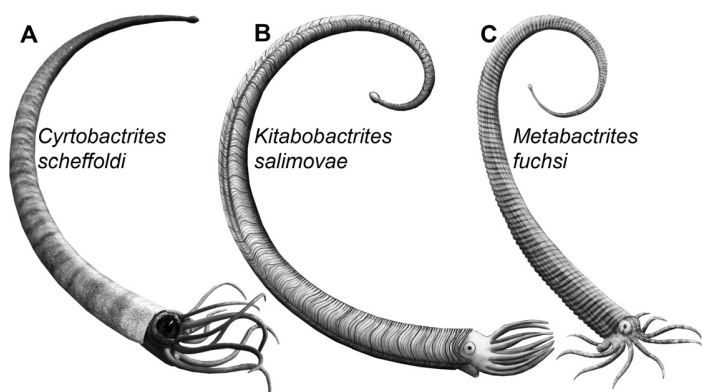 A
Cyrtobactrites
scheffoldi
B
Kitabobactrites
salimovae
C
Metabactrites
fuchsi